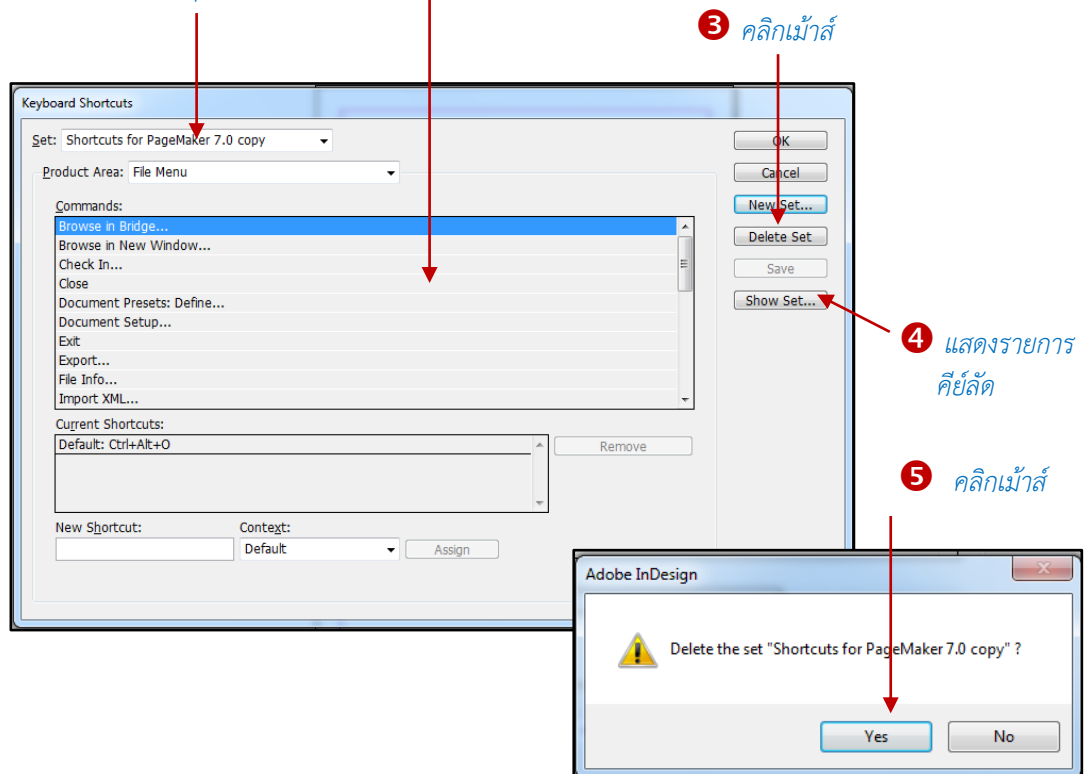 ❸ คลิกเม้าส์
Keyboard Shortcuts
Set: Shortcuts for PageMaker 7.0 copy
OK
Product Area: File Menu
Cancel
Commands:
New Set...
Browse in Bridge...
Delete Set
Browse in New Window...
Check In...
Save
Close
Document Presets: Define...
Show Set...
Document Setup...
Exit
❹ แสดงรายการ
คีย์ลัด
Export...
File Info...
Import XML...
Current Shortcuts:
Default: Ctrl+Alt+O
Remove
❺ คลิกเม้าส์
New Shortcut:
Context:
Default
Assign
Adobe InDesign
Delete the set "Shortcuts for PageMaker 7.0 copy" ?
Yes
No